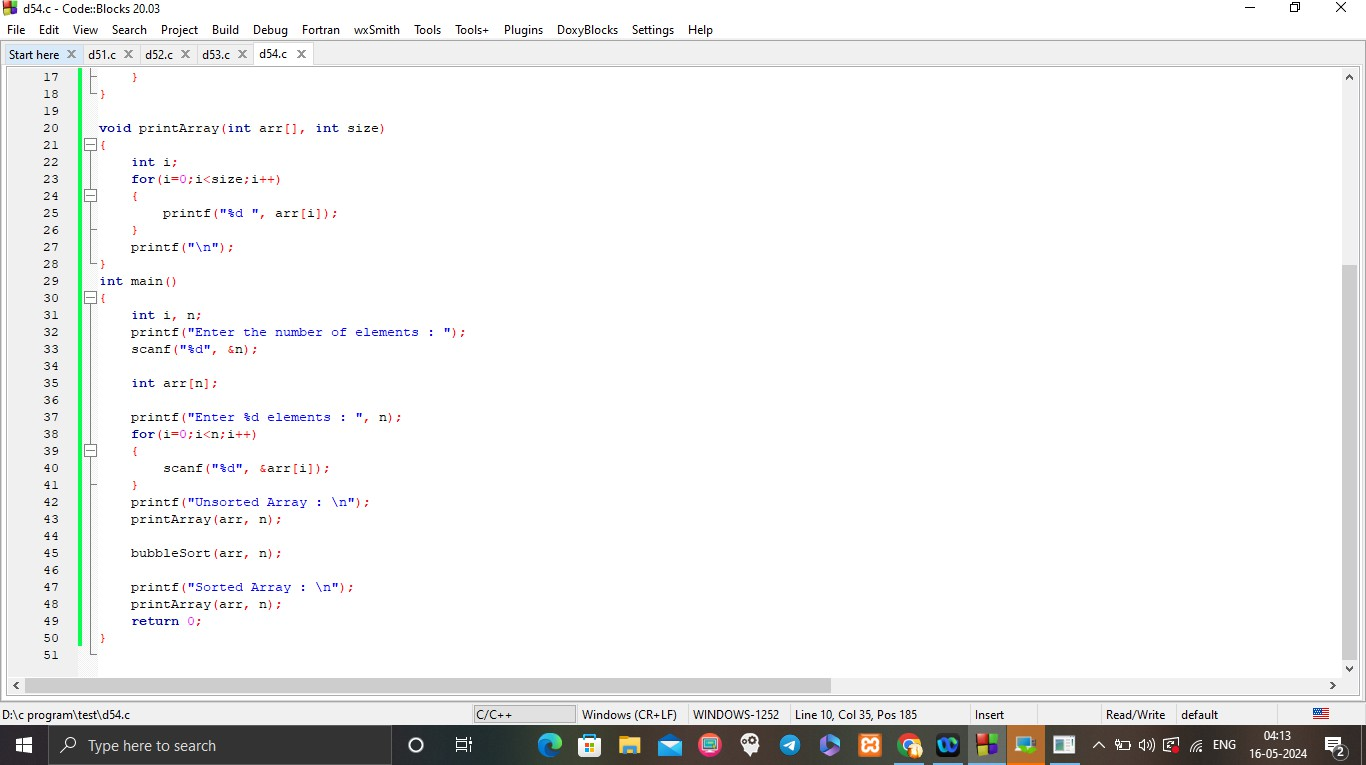 d54.c - Code::Blocks 20.03
File Edit View Search Project Build Debug Fortran wxSmith Tools Tools+ Plugins DoxyBlocks Settings Help
Start here d51.c d52.c d53.c d54.c
17 }
18 }
19
20 void printArray(int arr[], int size)
21 {
22 int i;
23 for(i=0;i<size;i++)
24 {
25 printf("%d ", arr[i]);
26 }
27 printf("\n");
28 }
29 int main()
30 {
31 int i, n;
32 printf("Enter the number of elements : ");
33 scanf("%d", &n);
34
35 int arr[n];
36
37 printf("Enter %d elements : ", n);
38 for(i=0;i<n;i++)
39 {
40 scanf("%d", &arr[i]);
41 }
42 printf("Unsorted Array : \n");
43 printArray(arr, n);
44
45 bubbleSort(arr, n);
46
47 printf("Sorted Array : \n");
48 printArray(arr, n);
49 return 0;
50 }
51
D:\c program\test\d54.c C/C++ Windows (CR+LF) WINDOWS-1252 Line 10, Col 35, Pos 185 Insert Read/Write default
Type here to search ENG 04:13
16-05-2024 2